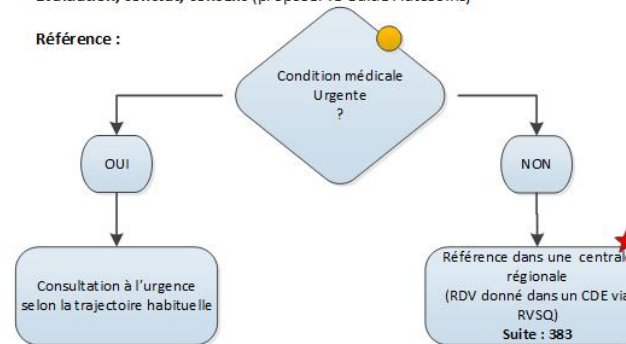 Référence :
Condition médicale
Urgente
?
OUI
NON
Consultation à l'urgence
selon la trajectoire habituelle
Référence dans une centrale
régionale
(RDV donné dans un CDE via
RVSQ)
Suite : 383